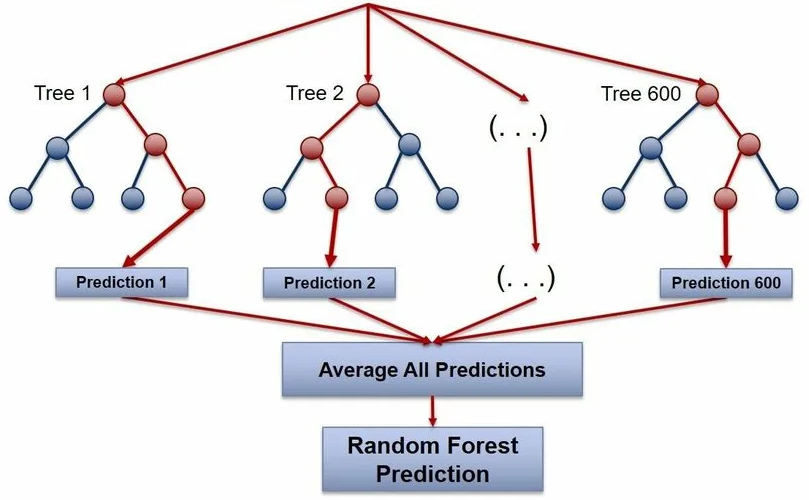 Tree 1
Tree 2
Tree 600
(. . .)
Prediction 1
Prediction 2
(. . .)
Prediction 600
Average All Predictions
Random Forest
Prediction